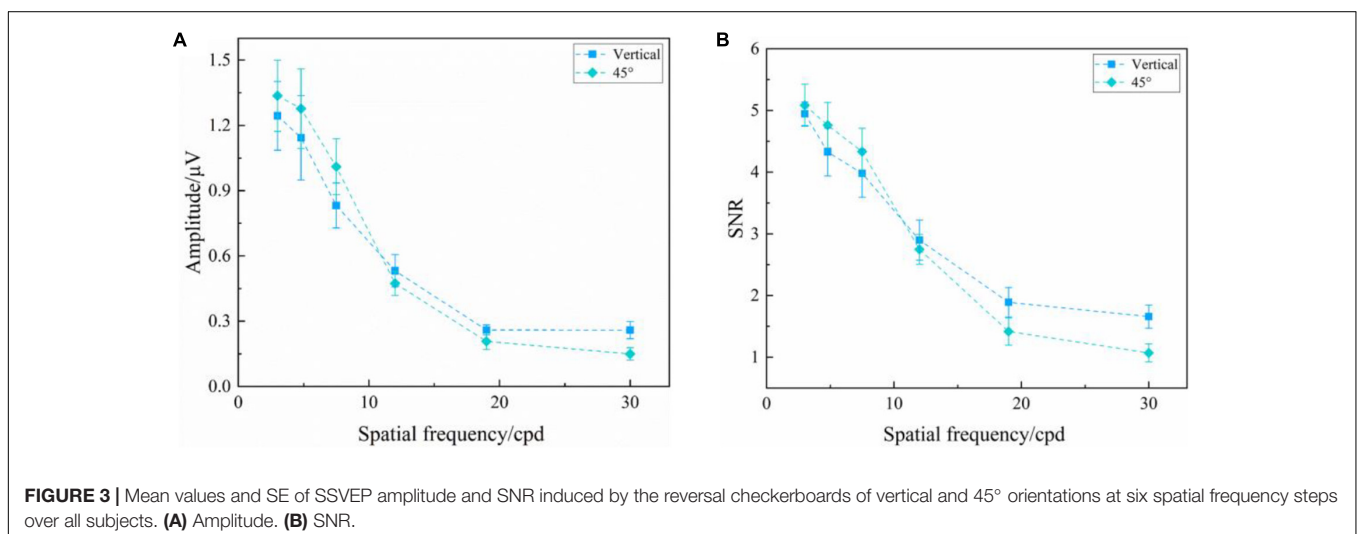 A
Vertical
45°
1.5
1.2
0.9
0.6
0.3
0.0
Amplitude/μV
0
10
20
30
Spatial frequency/cpd
B
Vertical
45°
6
5
4
3
2
1
SNR
0
10
20
30
Spatial frequency/cpd
FIGURE 3 | Mean values and SE of SSVEP amplitude and SNR induced by the reversal checkerboards of vertical and 45° orientations at six spatial frequency steps
over all subjects. (A) Amplitude. (B) SNR.